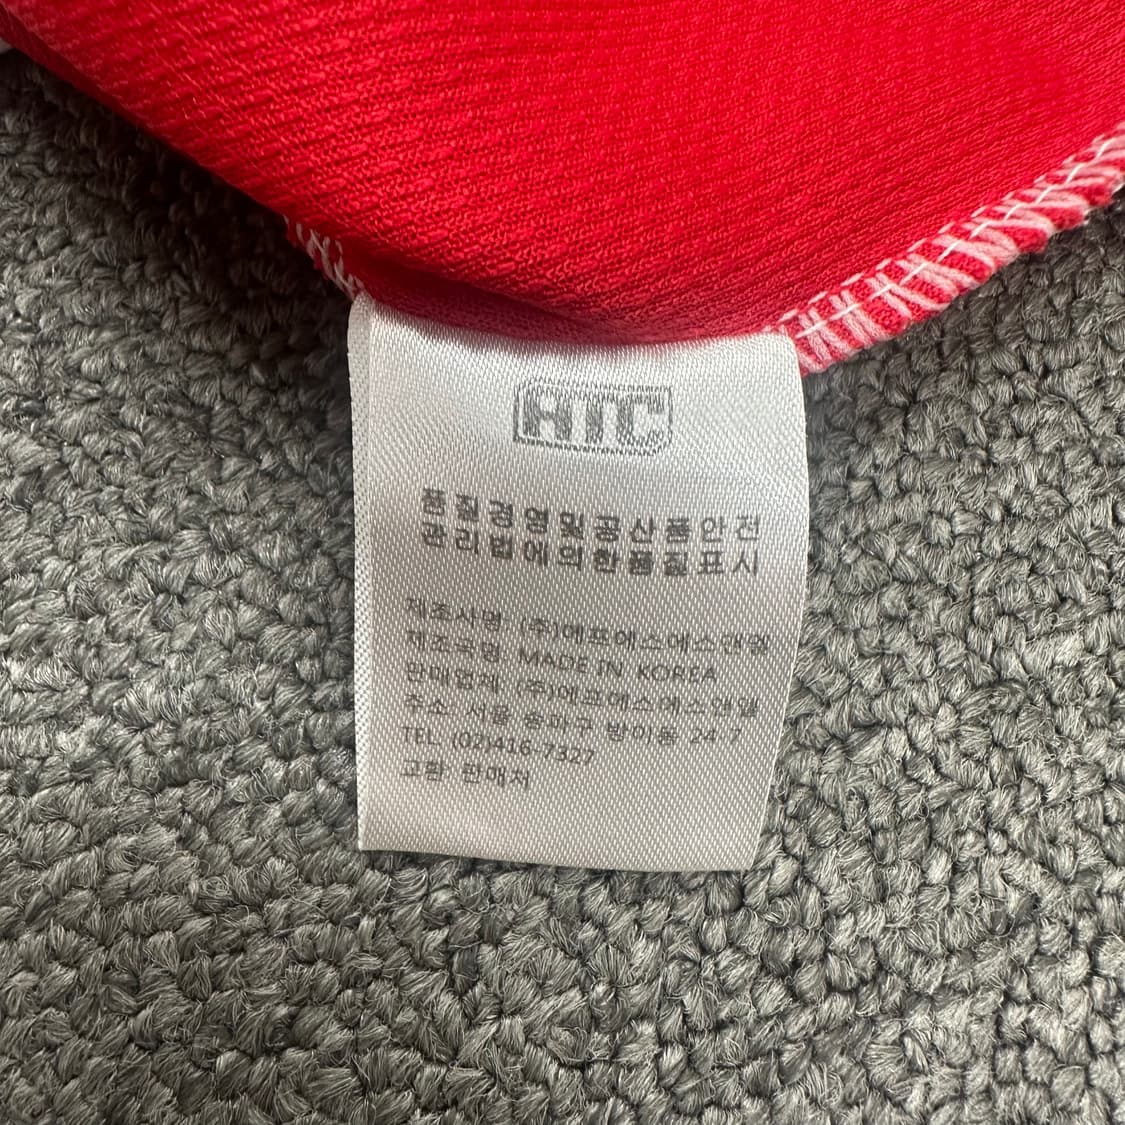 HTC
품질경영및공산품안전
관리법에의한품질표시
제조사명: (주)에프에스에스앤엘
제조국명: MADE IN KOREA
판매업체: (주)에프에스에스앤엘
주소: 서울 송파구 방이동 24-7
TEL. (02)416-7327
교환: 판매처